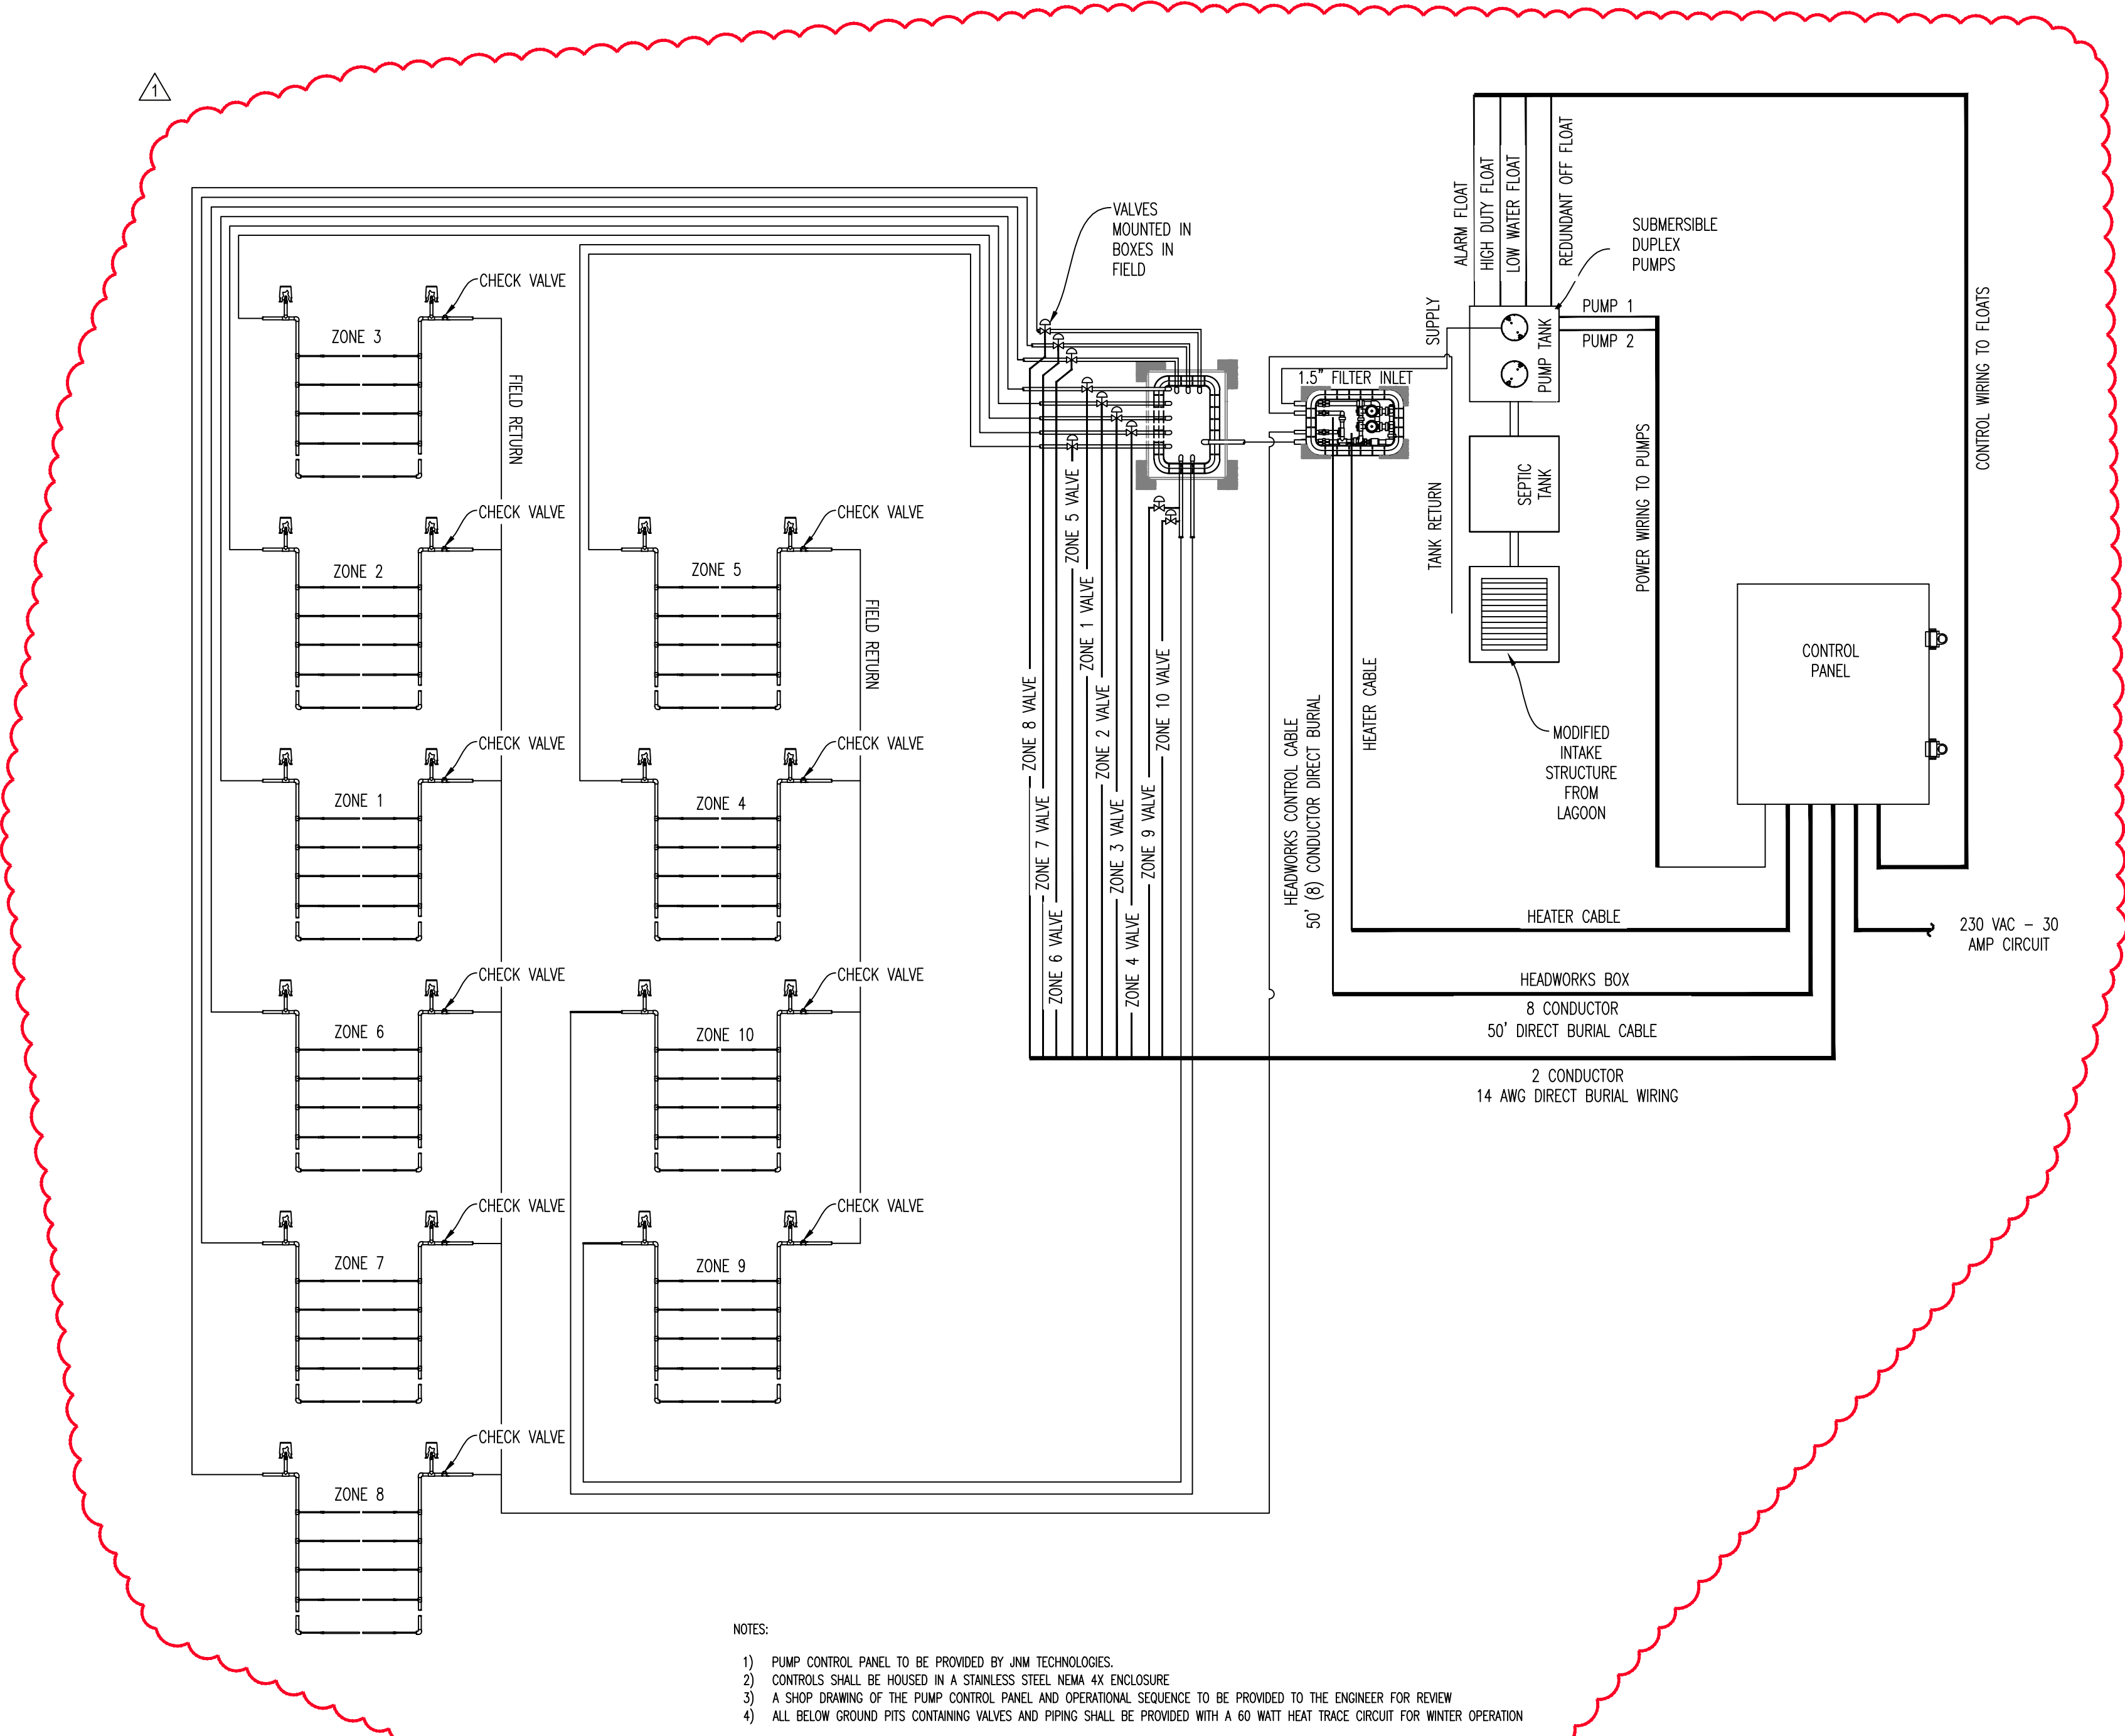 1
VALVES
MOUNTED IN
BOXES IN
FIELD
ALARM FLOAT
HIGH DUTY FLOAT
LOW WATER FLOAT
REDUNDANT OFF FLOAT
SUBMERSIBLE
DUPLEX
PUMPS
SUPPLY
PUMP TANK
PUMP 1
PUMP 2
CONTROL WIRING TO FLOATS
1.5" FILTER INLET
SEPTIC
TANK
TANK RETURN
POWER WIRING TO PUMPS
MODIFIED
INTAKE
STRUCTURE
FROM
LAGOON
CONTROL
PANEL
HEATER CABLE
HEADWORKS CONTROL CABLE
50' (8) CONDUCTOR DIRECT BURIAL
HEATER CABLE
230 VAC - 30
AMP CIRCUIT
HEADWORKS BOX
8 CONDUCTOR
50' DIRECT BURIAL CABLE
2 CONDUCTOR
14 AWG DIRECT BURIAL WIRING
ZONE 8 VALVE
ZONE 7 VALVE
ZONE 6 VALVE
ZONE 5 VALVE
ZONE 1 VALVE
ZONE 2 VALVE
ZONE 3 VALVE
ZONE 4 VALVE
ZONE 9 VALVE
ZONE 10 VALVE
CHECK VALVE
ZONE 3
FIELD RETURN
CHECK VALVE
ZONE 2
CHECK VALVE
ZONE 5
FIELD RETURN
CHECK VALVE
ZONE 1
CHECK VALVE
ZONE 4
CHECK VALVE
ZONE 6
CHECK VALVE
ZONE 10
CHECK VALVE
ZONE 7
CHECK VALVE
ZONE 9
CHECK VALVE
ZONE 8
NOTES:
1) PUMP CONTROL PANEL TO BE PROVIDED BY JNM TECHNOLOGIES.
2) CONTROLS SHALL BE HOUSED IN A STAINLESS STEEL NEMA 4X ENCLOSURE
3) A SHOP DRAWING OF THE PUMP CONTROL PANEL AND OPERATIONAL SEQUENCE TO BE PROVIDED TO THE ENGINEER FOR REVIEW
4) ALL BELOW GROUND PITS CONTAINING VALVES AND PIPING SHALL BE PROVIDED WITH A 60 WATT HEAT TRACE CIRCUIT FOR WINTER OPERATION